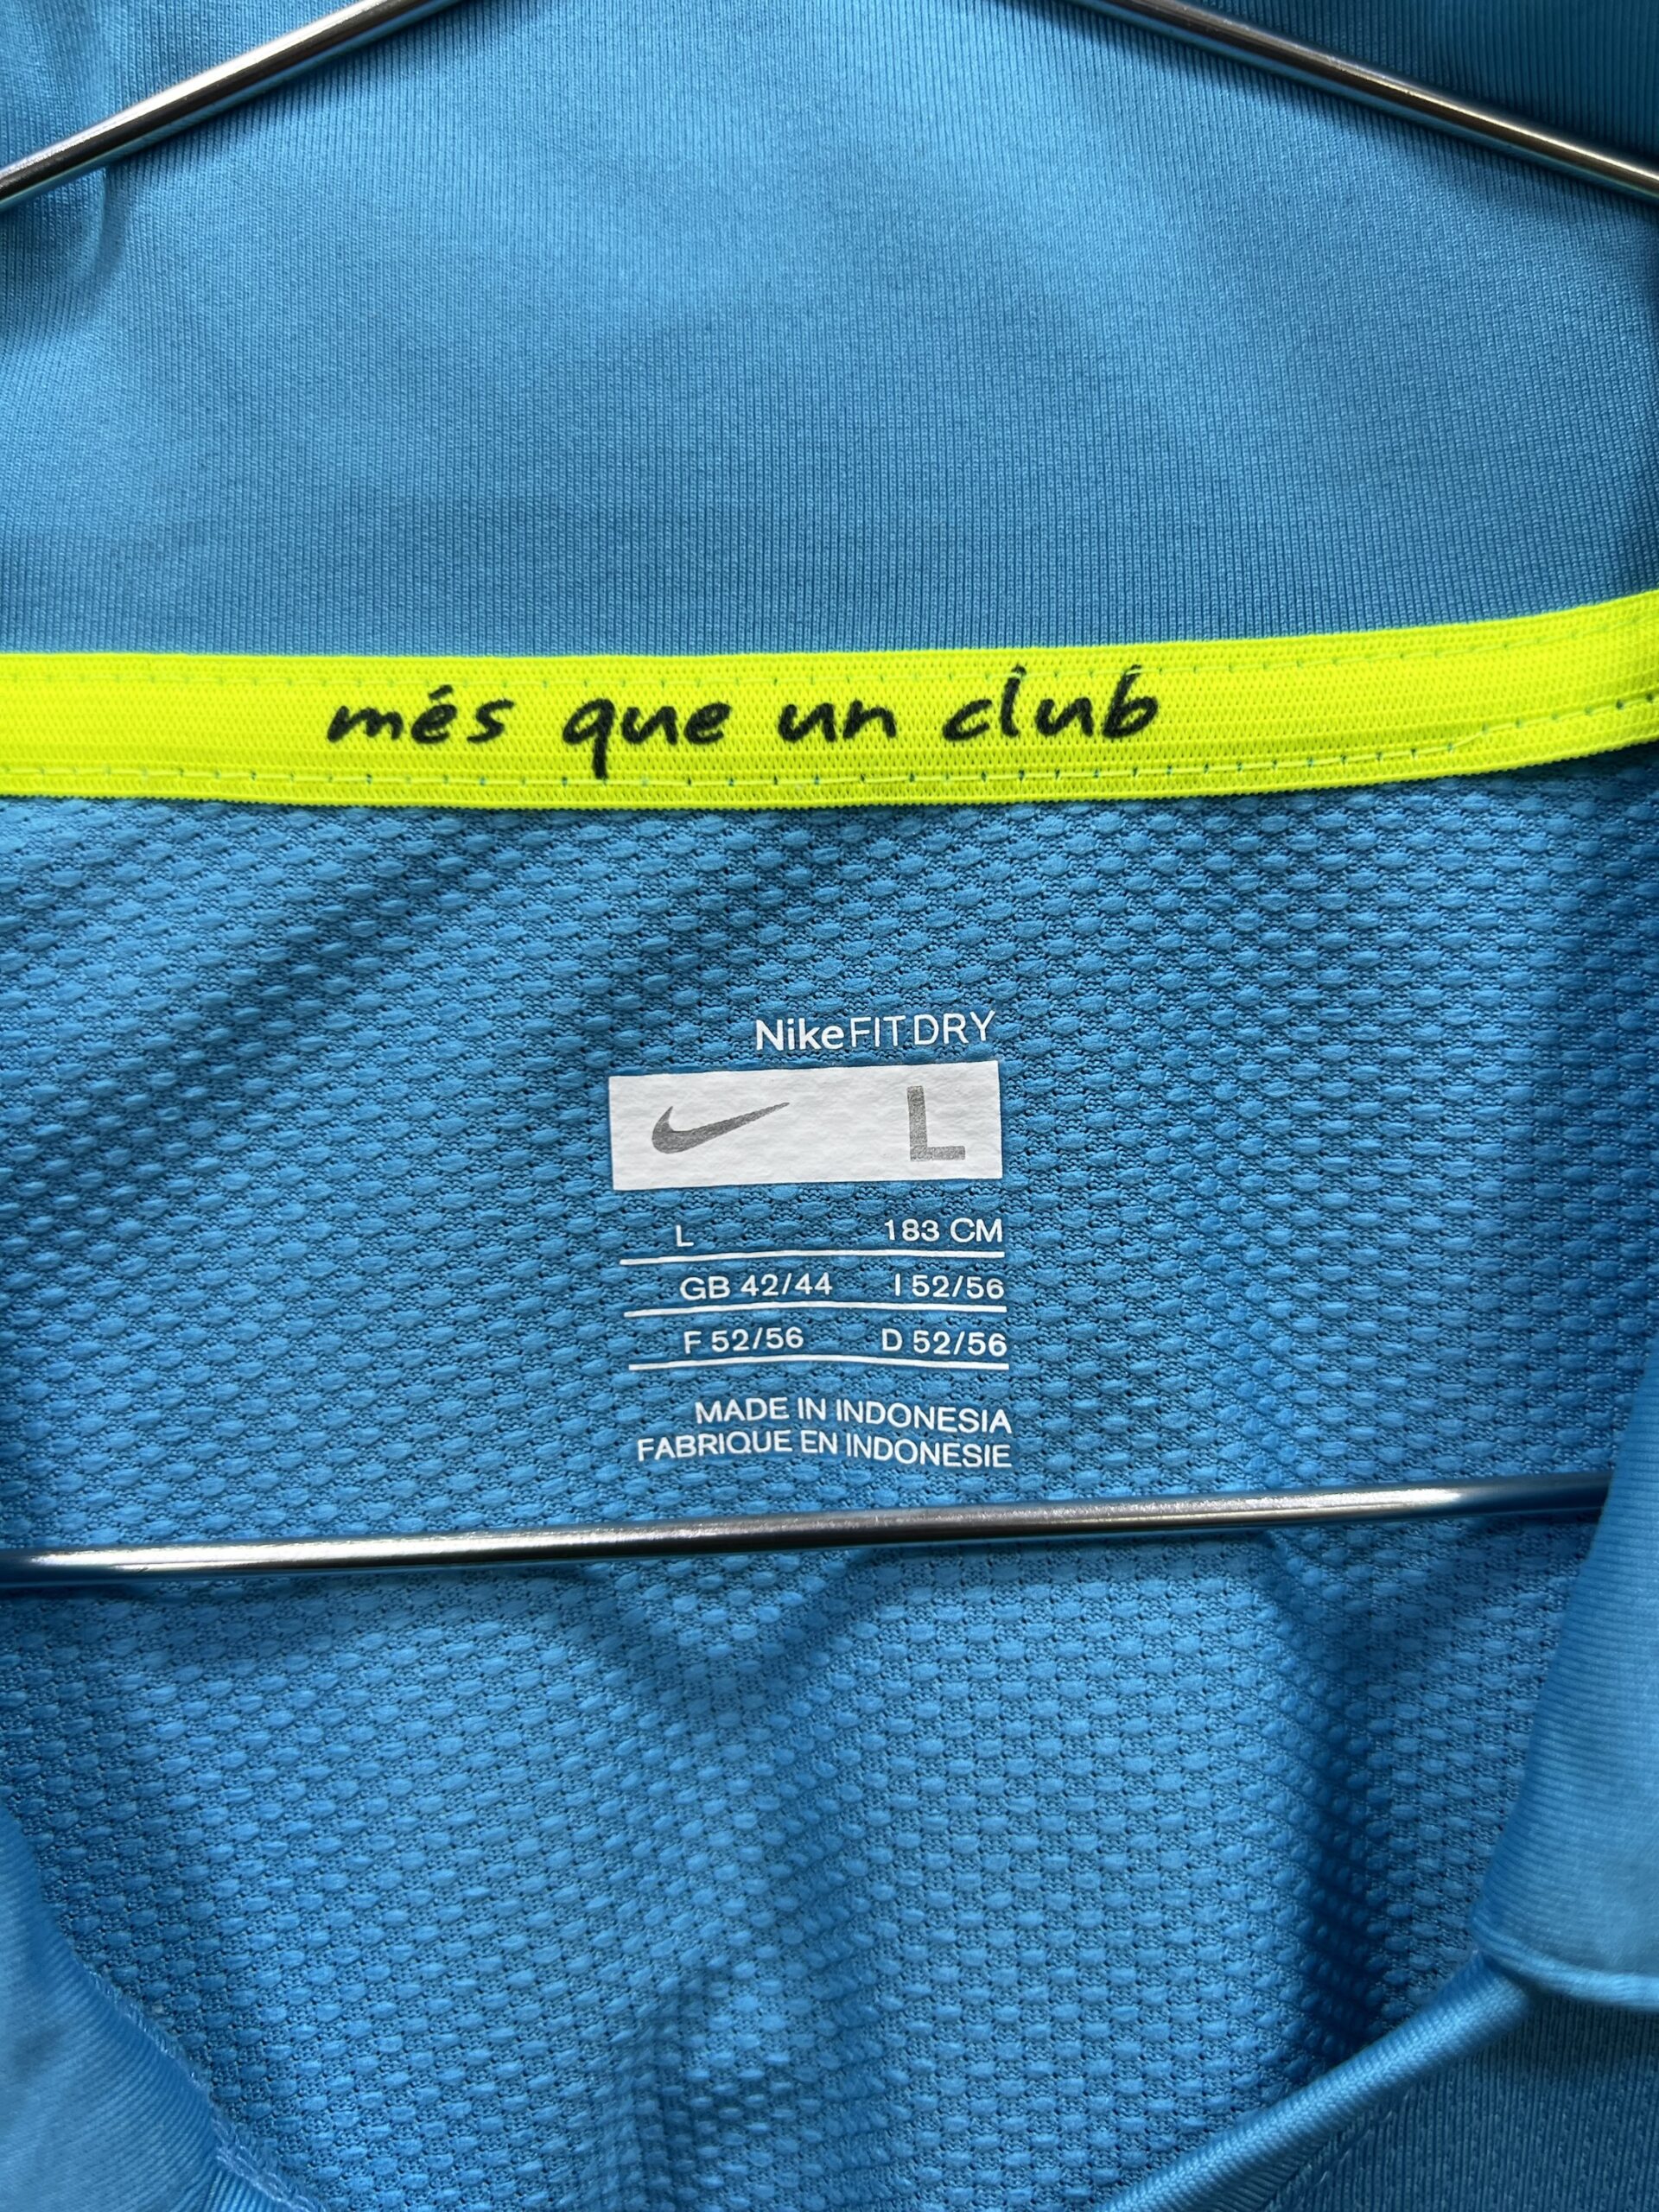 més que un club
NikeFIT DRY
L
L 183 CM
GB 42/44 I 52/56
F 52/56 D 52/56
MADE IN INDONESIA
FABRIQUE EN INDONESIE